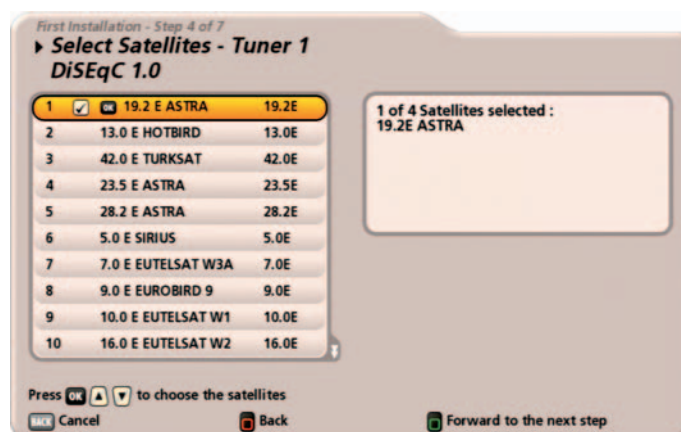 First Installation - Step 4 of 7
Select Satellites - Tuner 1
DiSEqC 1.0
1 OK 19.2 E ASTRA 19.2E
2 13.0 E HOTBIRD 13.0E
3 42.0 E TURKSAT 42.0E
4 23.5 E ASTRA 23.5E
5 28.2 E ASTRA 28.2E
6 5.0 E SIRIUS 5.0E
7 7.0 E EUTELSAT W3A 7.0E
8 9.0 E EUROBIRD 9 9.0E
9 10.0 E EUTELSAT W1 10.0E
10 16.0 E EUTELSAT W2 16.0E
1 of 4 Satellites selected :
19.2E ASTRA
Press OK to choose the satellites
BACK Cancel Back Forward to the next step